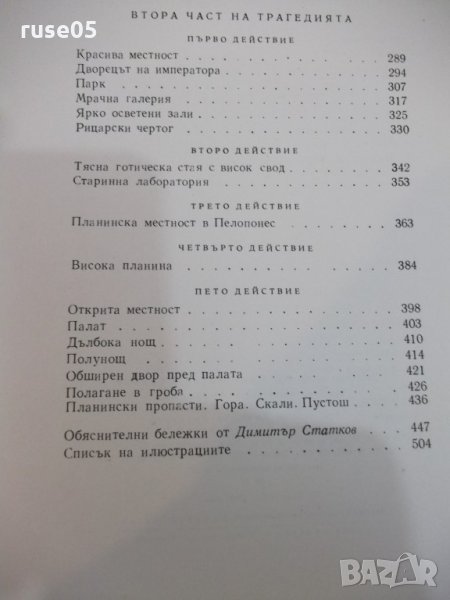 ruse05
ВТОРА ЧАСТ НА ТРАГЕДИЯТА
ПЪРВО ДЕЙСТВИЕ
Красива местност . . . . . . . . . . 289
Дворецът на императора . . . . . . . . . . 294
Парк . . . . . . . . . . 307
Мрачна галерия . . . . . . . . . . 317
Ярко осветени зали . . . . . . . . . . 325
Рицарски чертог . . . . . . . . . . 330
ВТОРО ДЕЙСТВИЕ
Тясна готическа стая с висок свод . . . . . 342
Старинна лаборатория . . . . . . . . . . 353
ТРЕТО ДЕЙСТВИЕ
Планинска местност в Пелопонес . . . . . 363
ЧЕТВЪРТО ДЕЙСТВИЕ
Висока планина . . . . . . . . . . 384
ПЕТО ДЕЙСТВИЕ
Открита местност . . . . . . . . . . 398
Палат . . . . . . . . . . 403
Дълбока нощ . . . . . . . . . . 410
Полунощ . . . . . . . . . . 414
Обширен двор пред палата . . . . . 421
Полагане в гроба . . . . . . . . . . 426
Планински пропасти. Гора. Скали. Пустош . . 436
Обяснителни бележки от Димитър Статков . . . 447
Списък на илюстрациите . . . . . . . . . . 504
BAZAR